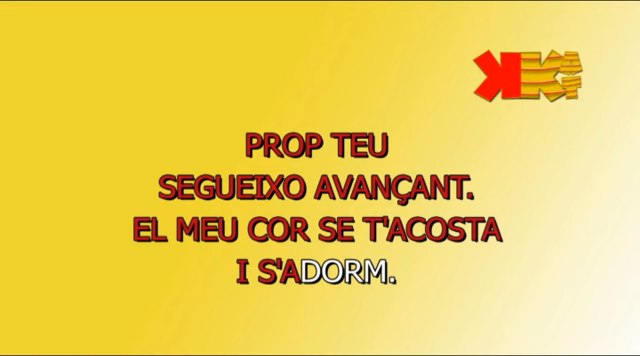 PROP TEU
SEGUEIXO AVANÇANT.
EL MEU COR SE T'ACOSTA
I S'ADORM.